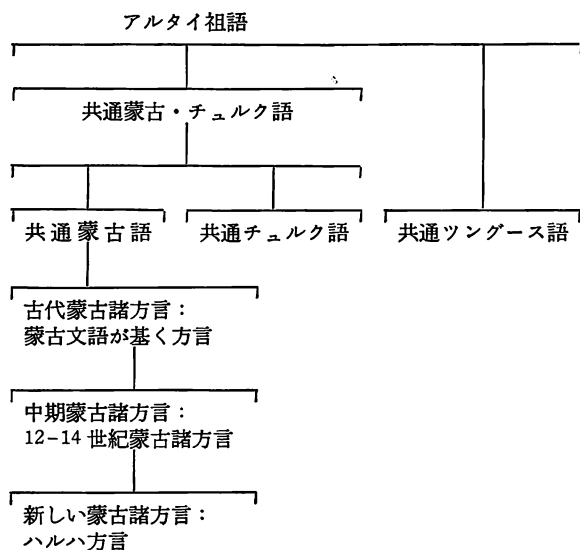 アルタイ祖語
共通蒙古・チュルク語
共通蒙古語
共通チュルク語
共通ツングース語
古代蒙古諸方言：
蒙古文語が基く方言
中期蒙古諸方言：
12-14世紀蒙古諸方言
新しい蒙古諸方言：
ハルハ方言